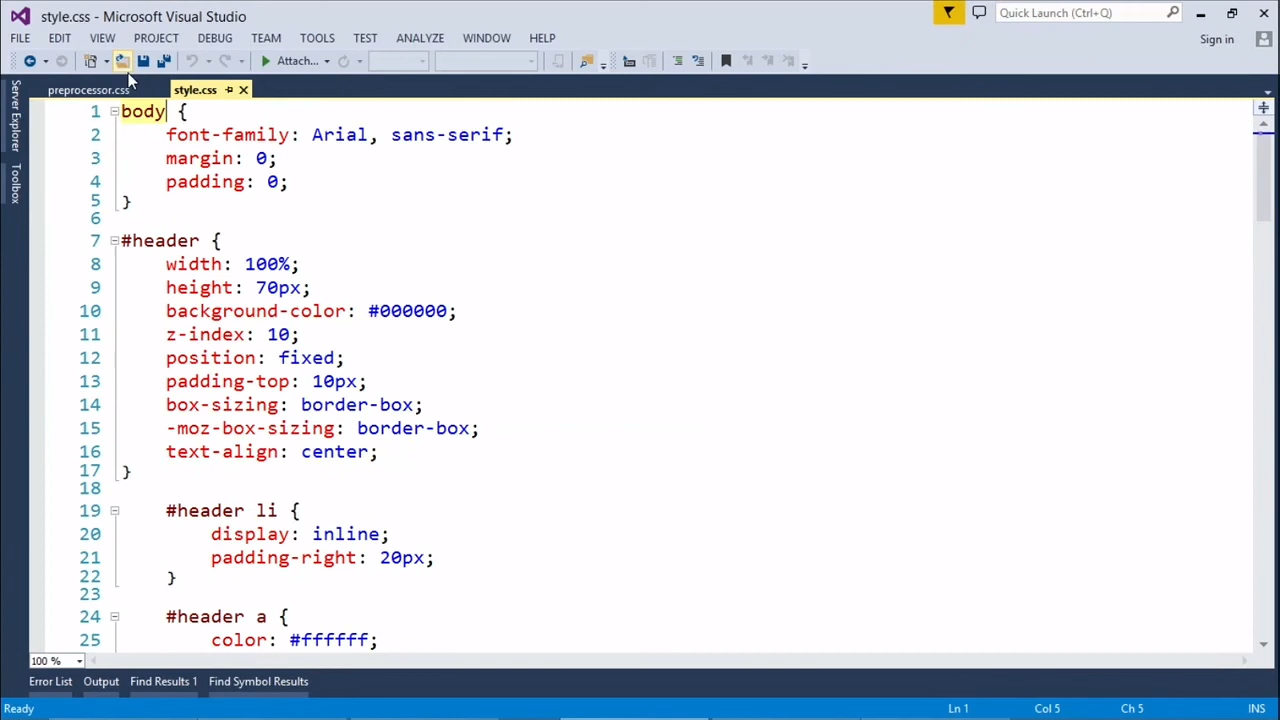 style.css - Microsoft Visual Studio
Quick Launch (Ctrl+Q)
FILE EDIT VIEW PROJECT DEBUG TEAM TOOLS TEST ANALYZE WINDOW HELP
Sign in
Attach...
Server Explorer
Toolbox
preprocessor.css
style.css
1 body {
2 font-family: Arial, sans-serif;
3 margin: 0;
4 padding: 0;
5 }
6
7 #header {
8 width: 100%;
9 height: 70px;
10 background-color: #000000;
11 z-index: 10;
12 position: fixed;
13 padding-top: 10px;
14 box-sizing: border-box;
15 -moz-box-sizing: border-box;
16 text-align: center;
17 }
18
19 #header li {
20 display: inline;
21 padding-right: 20px;
22 }
23
24 #header a {
25 color: #ffffff;
100 %
Error List Output Find Results 1 Find Symbol Results
Ready Ln 1 Col 5 Ch 5 INS